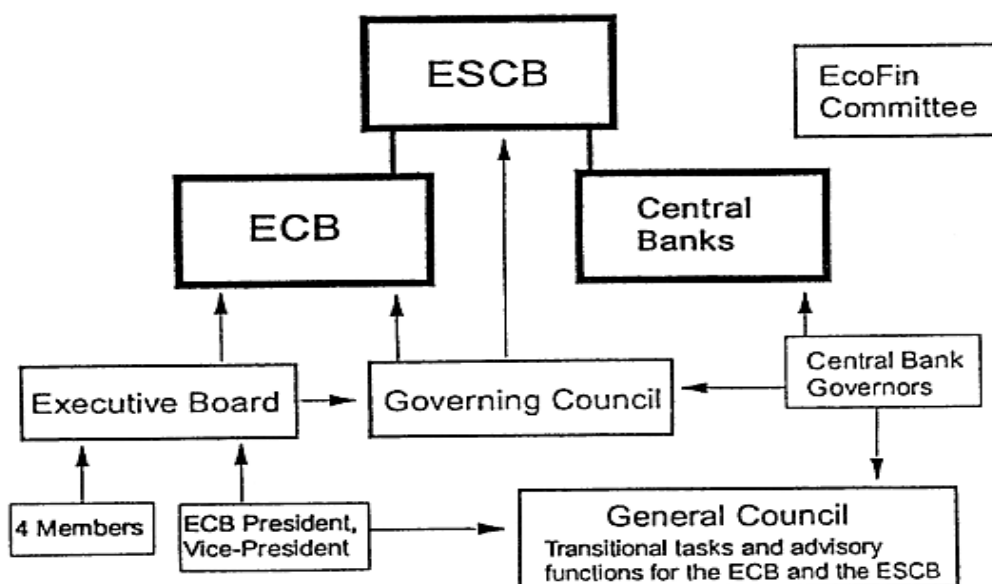 ESCB
EcoFin
Committee
ECB
Central
Banks
Executive Board
Governing Council
Central Bank
Governors
4 Members
ECB President,
Vice-President
General Council
Transitional tasks and advisory
functions for the ECB and the ESCB